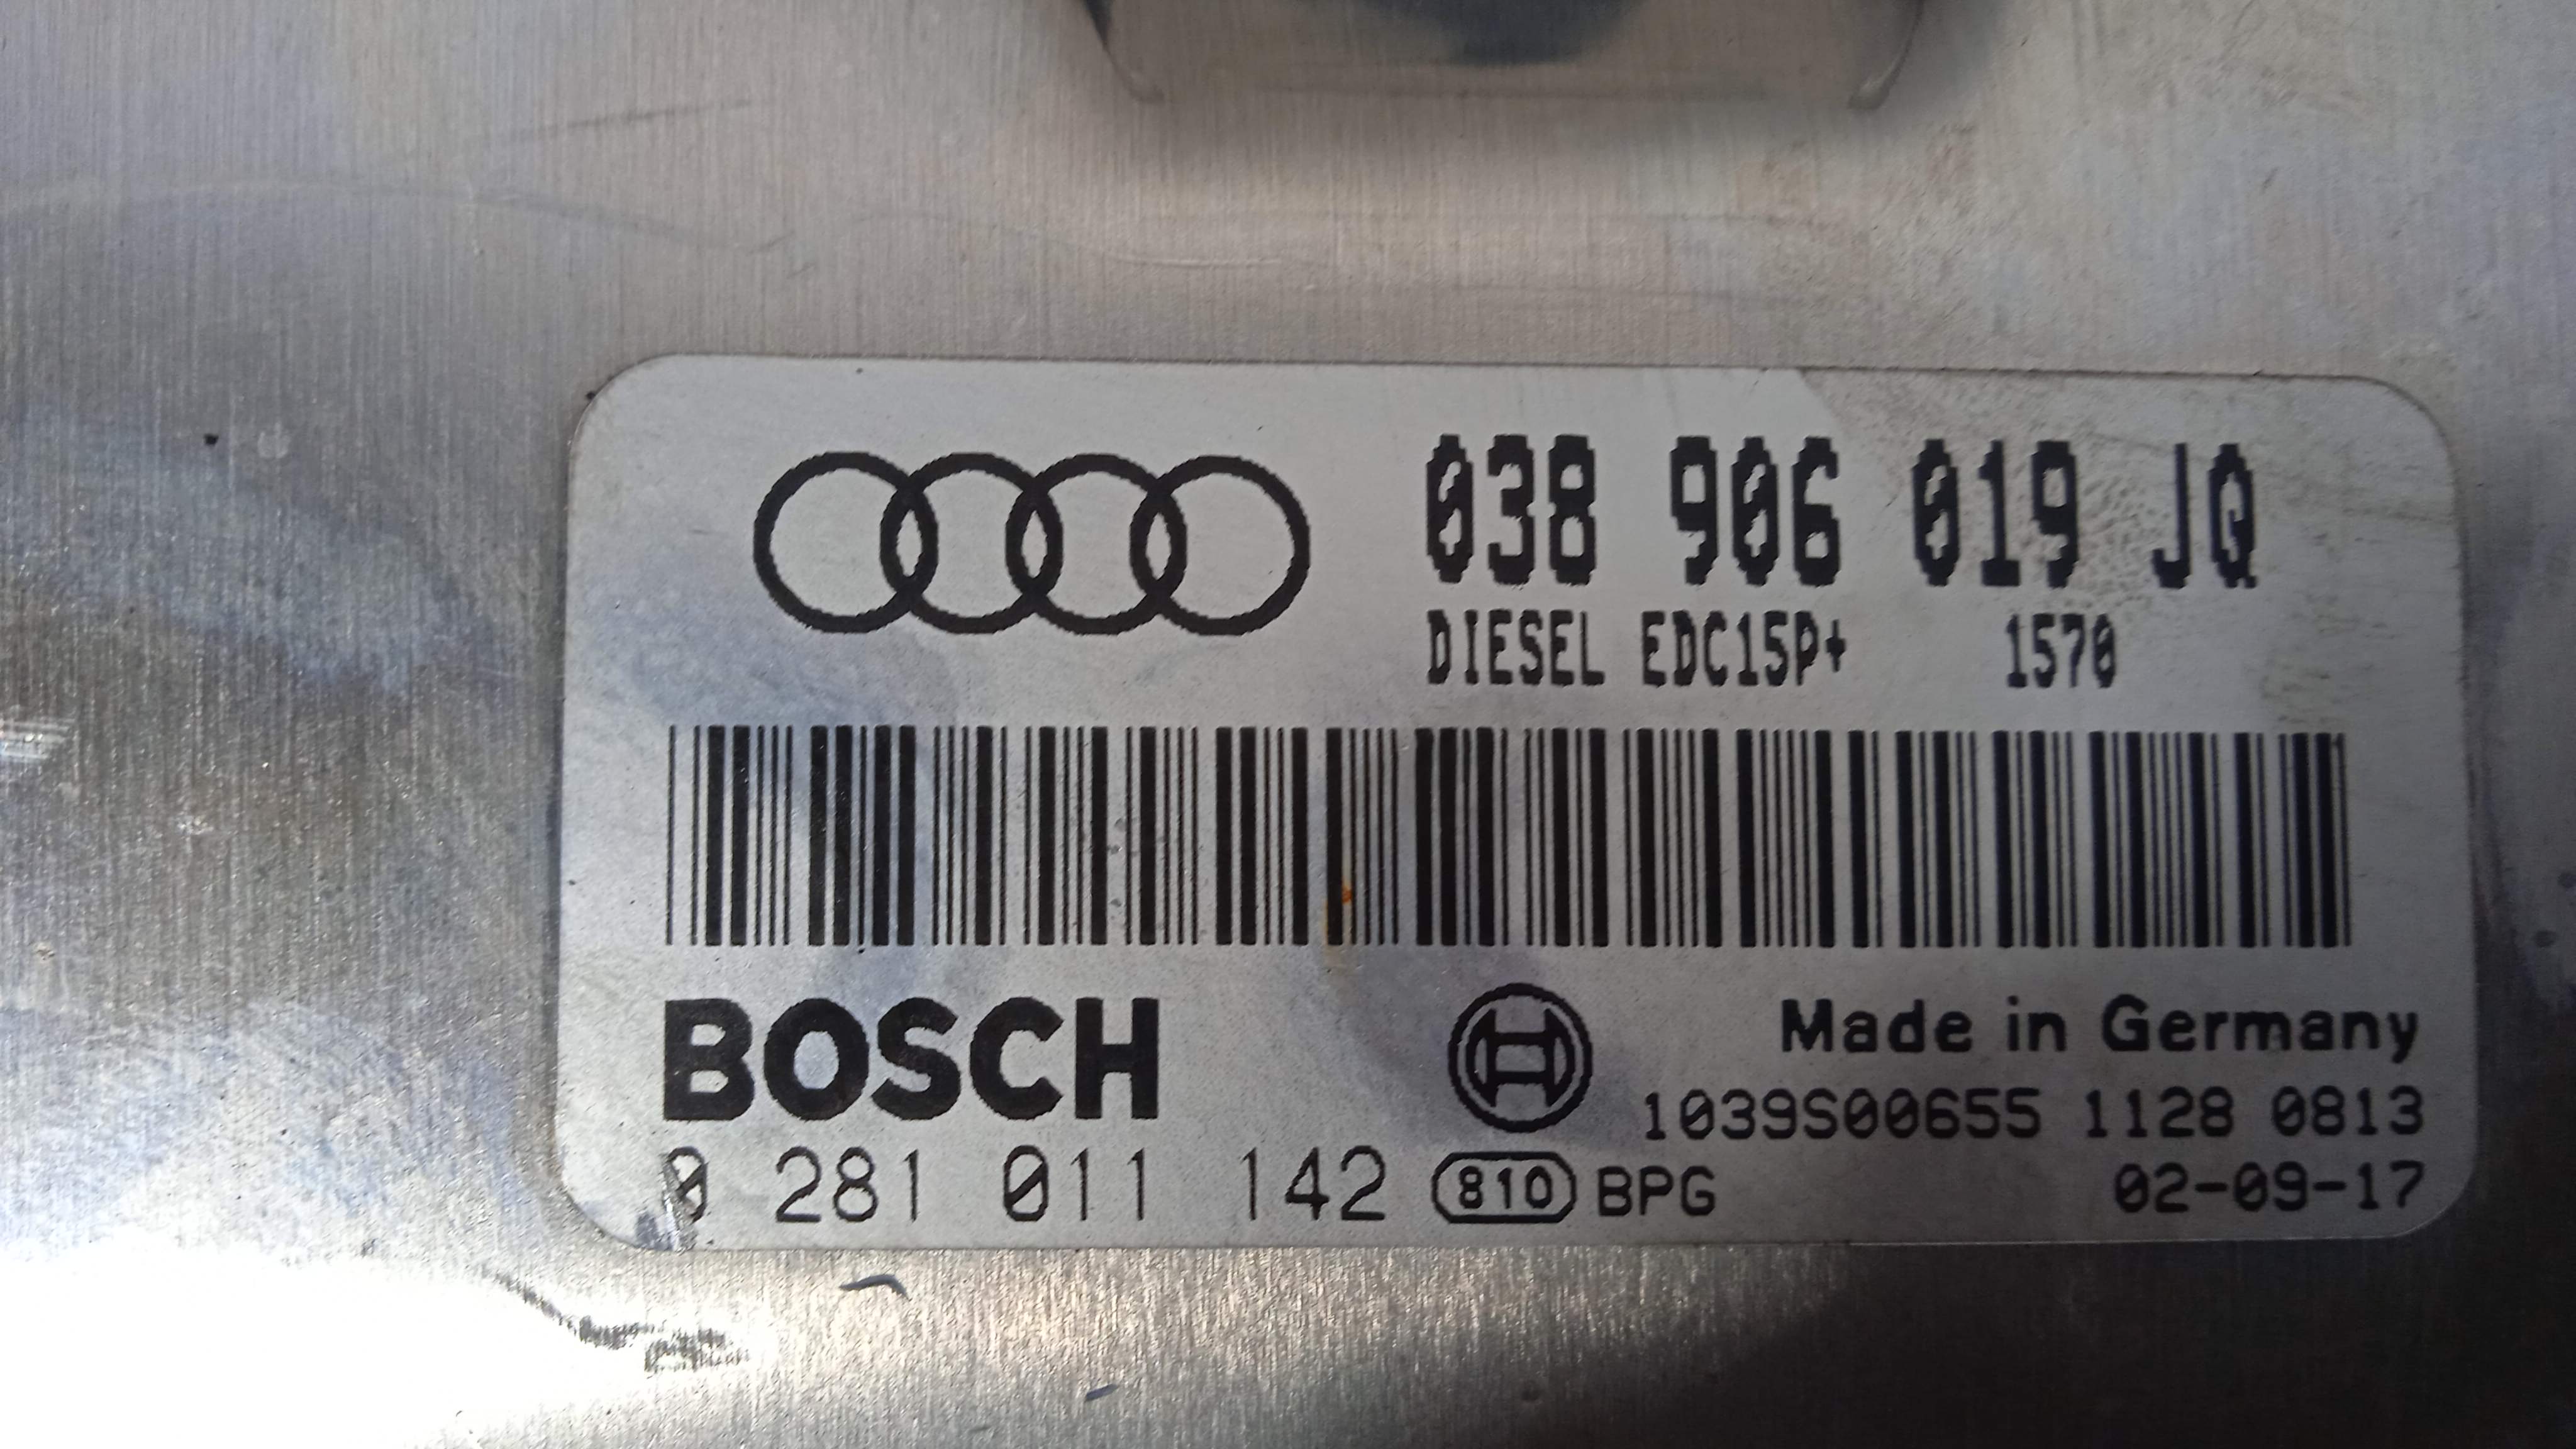 038 906 019 JQ
DIESEL EDC15P+ 1570
BOSCH
Made in Germany
1039S00655 1128 0813
0 281 011 142 810 BPG 02-09-17